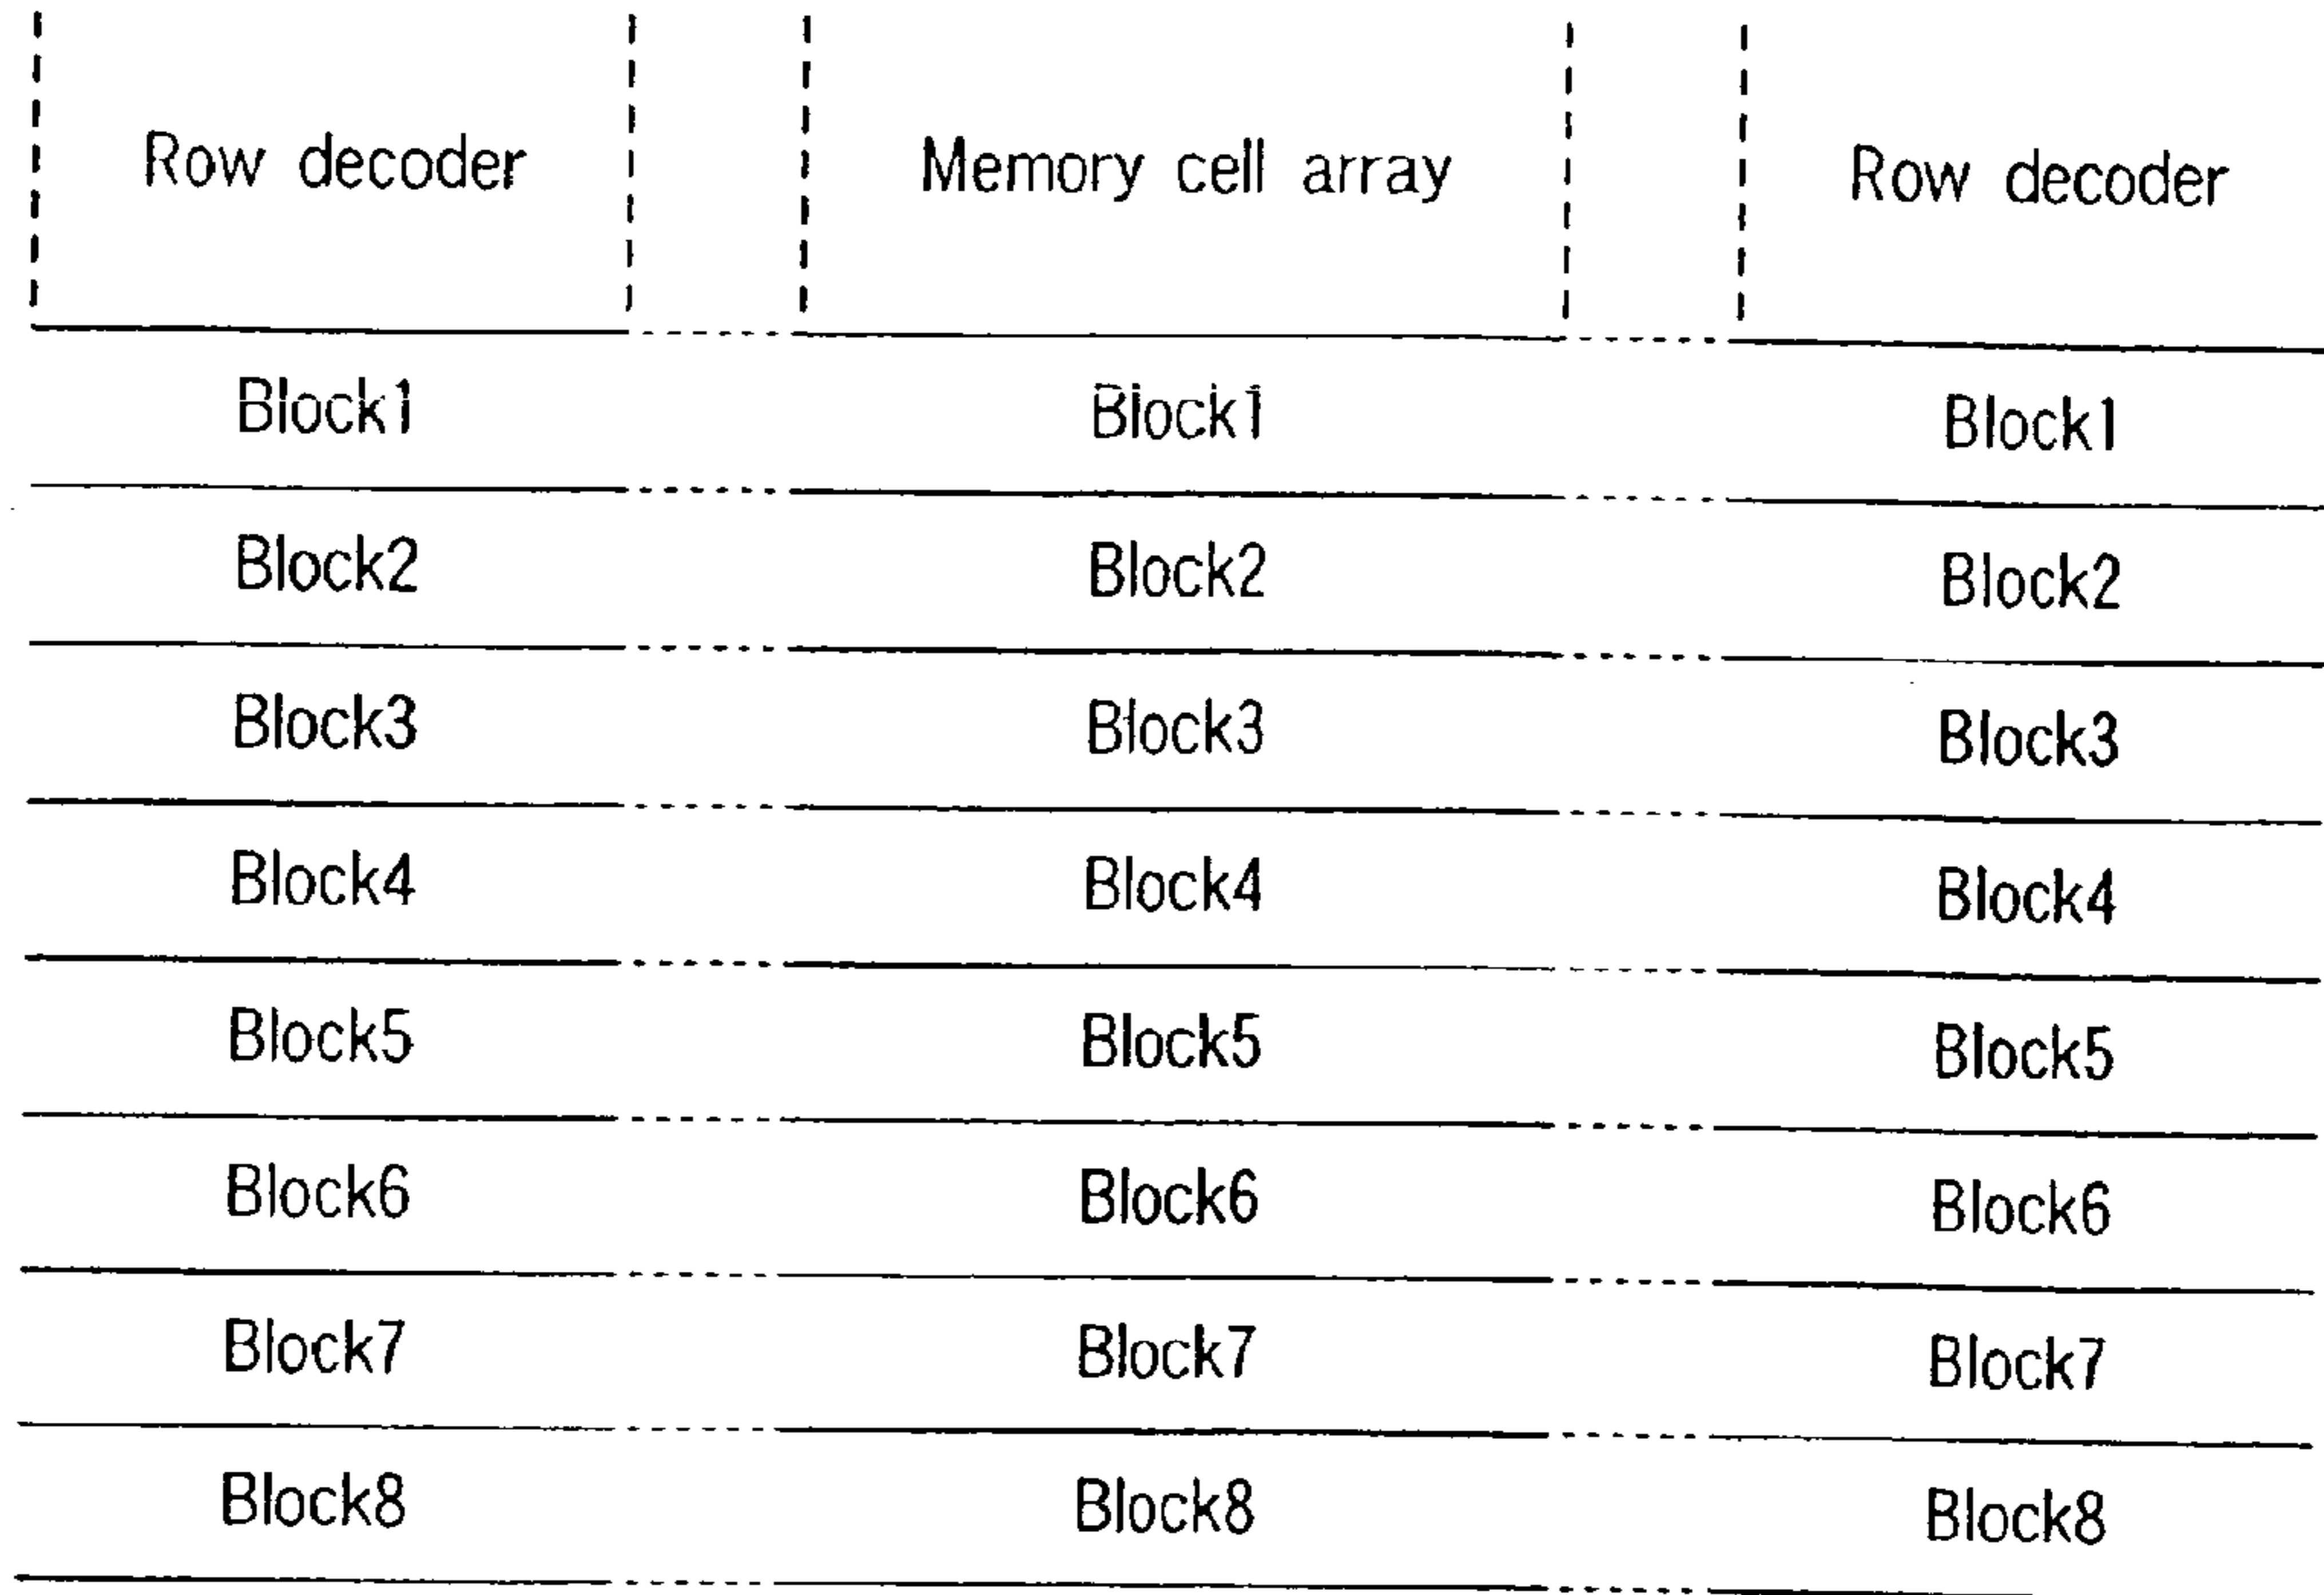 Row decoder Memory cell array Row decoder
Block1 Block1 Block1
Block2 Block2 Block2
Block3 Block3 Block3
Block4 Block4 Block4
Block5 Block5 Block5
Block6 Block6 Block6
Block7 Block7 Block7
Block8 Block8 Block8